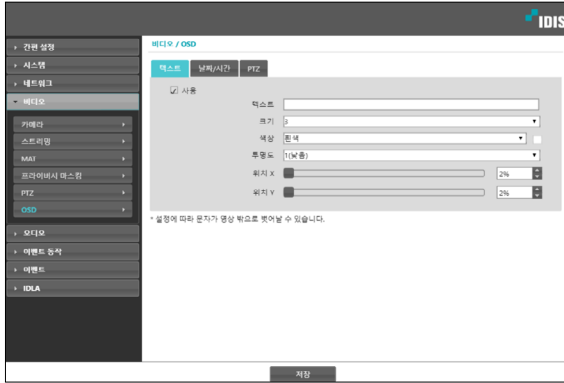 IDIS
간편 설정
시스템
네트워크
비디오
카메라
스트리밍
MAT
프라이버시 마스킹
PTZ
OSD
오디오
이벤트 동작
이벤트
IDLA
비디오 / OSD
텍스트 날짜/시간 PTZ
사용
텍스트
크기 3
색상 흰색
투명도 1(낮음)
위치 X 2%
위치 Y 2%
* 설정에 따라 문자가 영상 밖으로 벗어날 수 있습니다.
저장